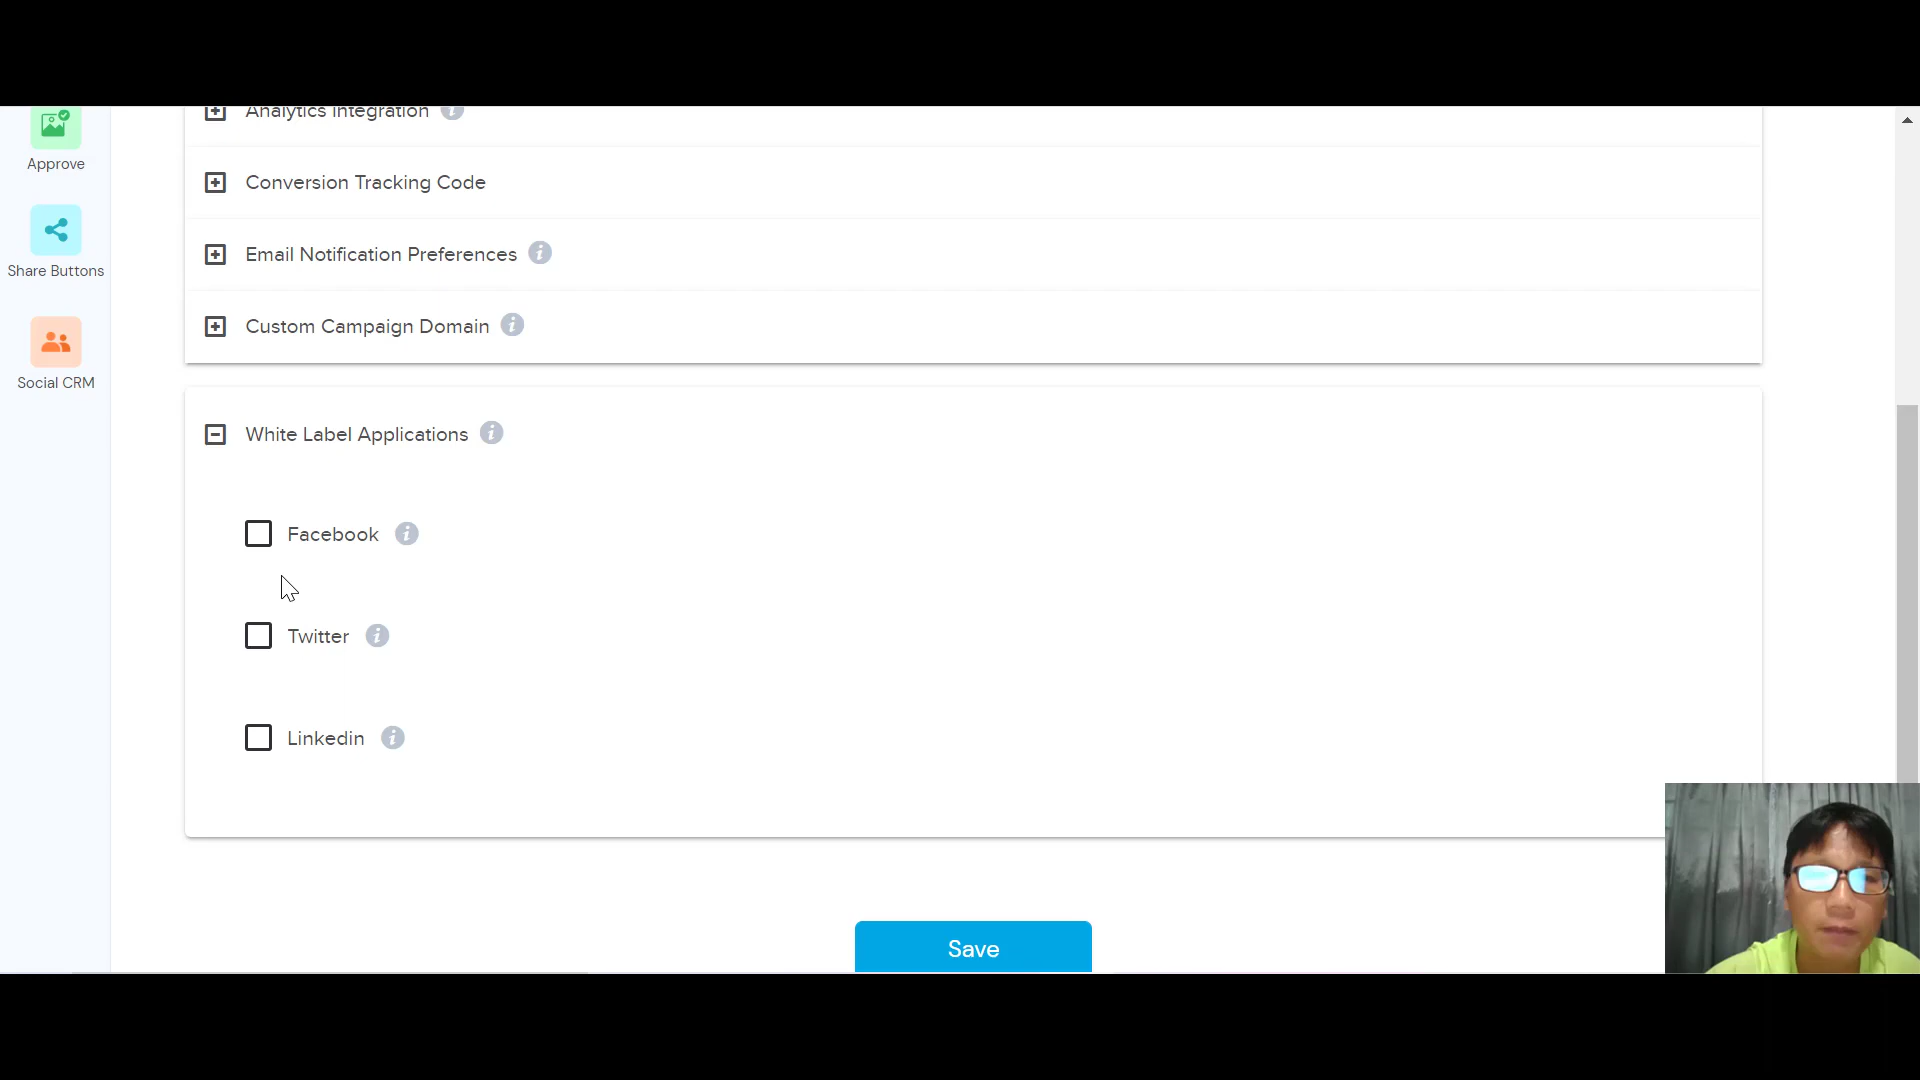 Analytics Integration
Approve
Conversion Tracking Code
Share Buttons
Email Notification Preferences
Custom Campaign Domain
Social CRM
White Label Applications
Facebook
Twitter
Linkedin
Save